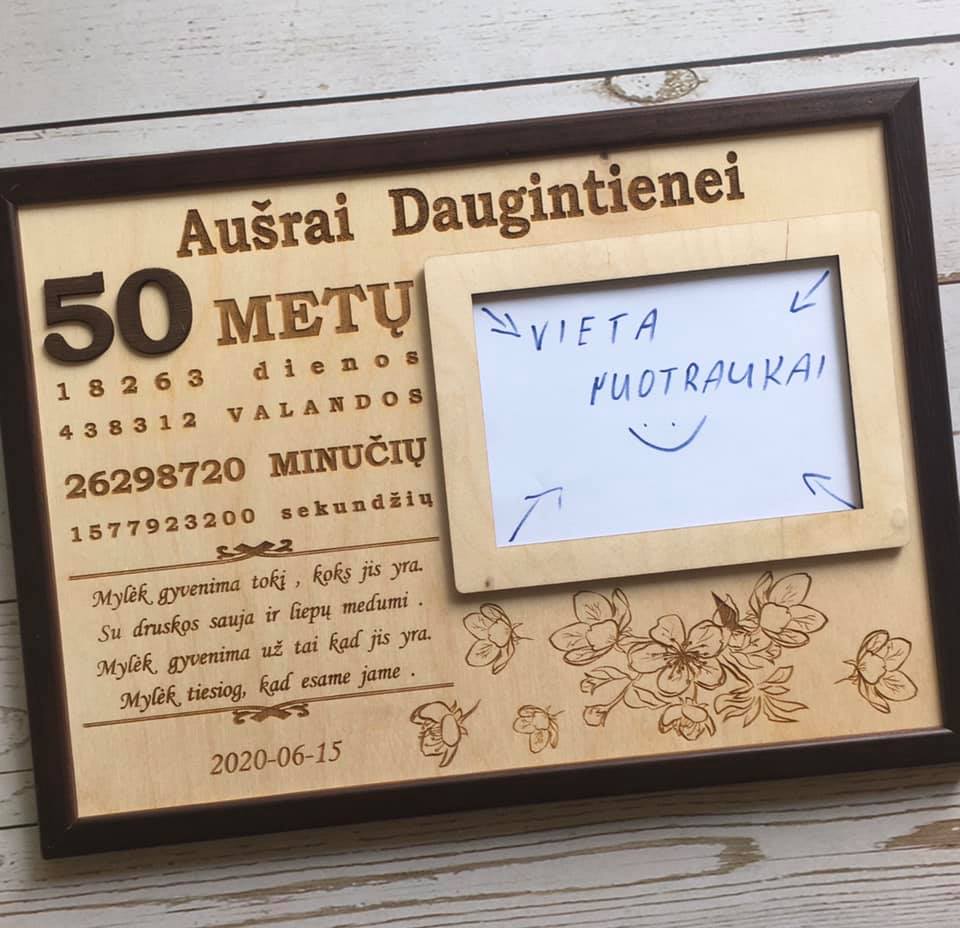 Aušrai Daugintienei
50 METŲ
18263 dienos
438312 VALANDOS
26298720 MINUČIŲ
1577923200 sekundžių
Mylėk gyvenima tokį , koks jis yra.
Su druskos sauja ir liepų medumi .
Mylėk gyvenima už tai kad jis yra.
Mylėk tiesiog, kad esame jame .
2020-06-15
VIETA
NUOTRAUKAI